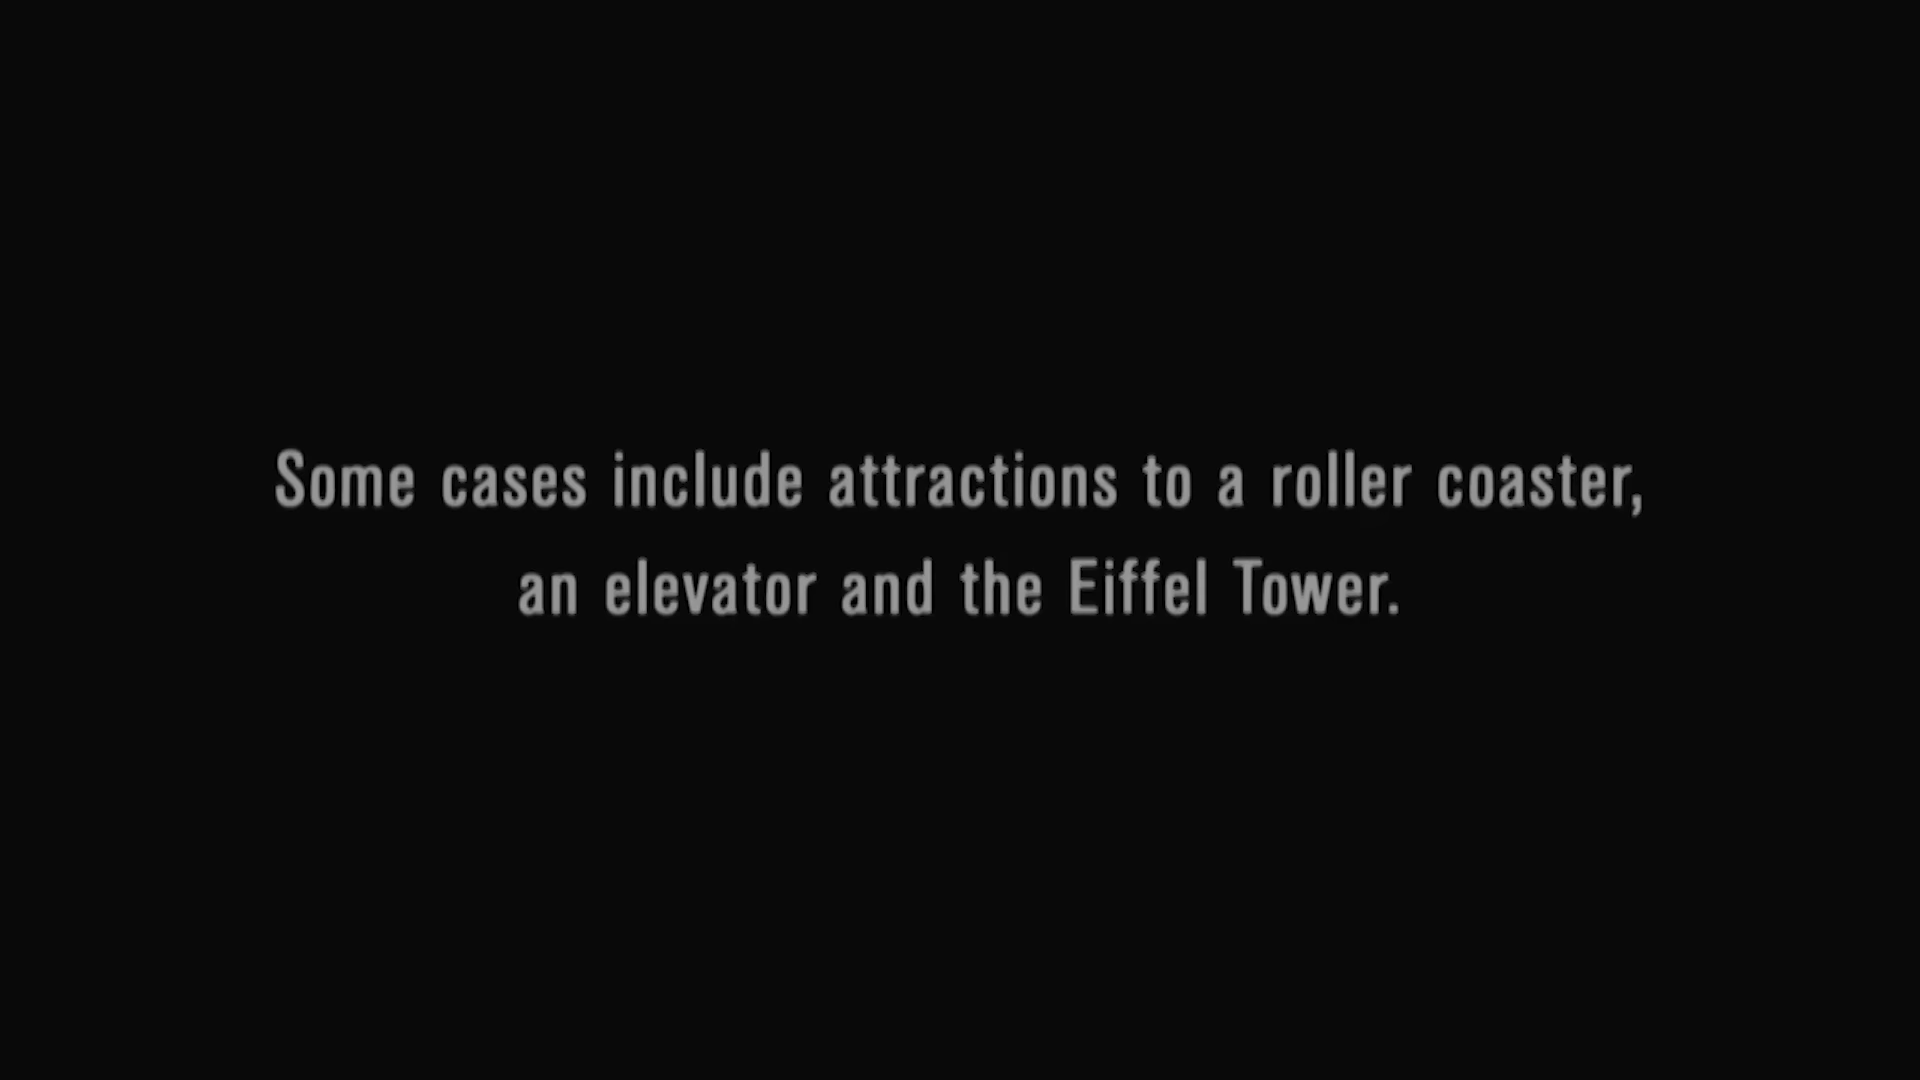 Some cases include attractions to a roller coaster,
an elevator and the Eiffel Tower.